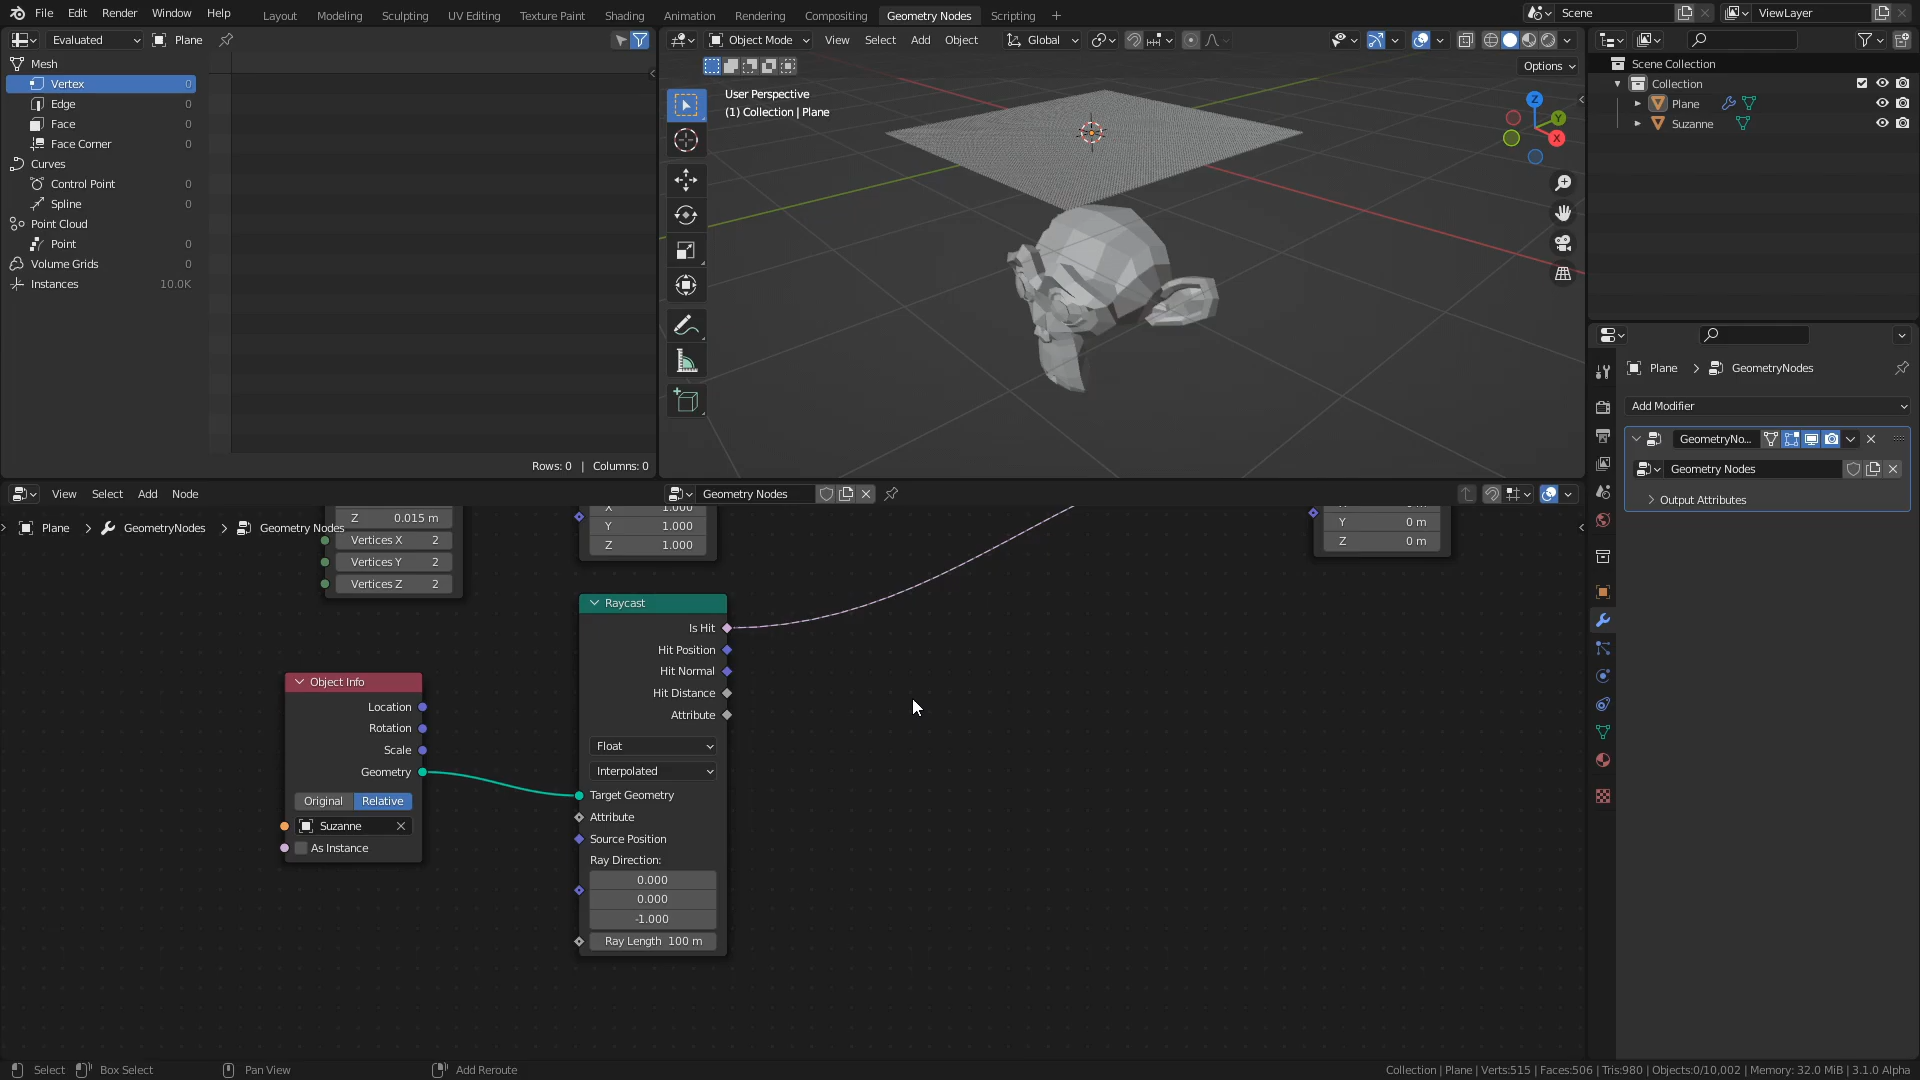 File Edit Render Window Help Layout Modeling Sculpting UV Editing Texture Paint Shading Animation Rendering Compositing Geometry Nodes Scripting + Scene ViewLayer
Evaluated Plane
Object Mode View Select Add Object Global
Options
Mesh
Vertex 0
Edge 0
Face 0
Face Corner 0
Curves
Control Point 0
Spline 0
Point Cloud
Point 0
Volume Grids 0
Instances 10.0K
Rows: 0 | Columns: 0
User Perspective
(1) Collection | Plane
Z
Y
X
Scene Collection
Collection
Plane
Suzanne
Plane > GeometryNodes
Add Modifier
GeometryNo...
Geometry Nodes
Output Attributes
View Select Add Node Geometry Nodes
Plane > GeometryNodes > Geometry Nodes
Z 0.015 m
Vertices X 2
Vertices Y 2
Vertices Z 2
X 1.000
Y 1.000
Z 1.000
Y 0 m
Z 0 m
Raycast
Is Hit
Hit Position
Hit Normal
Hit Distance
Attribute
Float
Interpolated
Target Geometry
Attribute
Source Position
Ray Direction:
0.000
0.000
-1.000
Ray Length 100 m
Object Info
Location
Rotation
Scale
Geometry
Original Relative
Suzanne
As Instance
Select Box Select Pan View Add Reroute Collection | Plane | Verts:515 | Faces:506 | Tris:980 | Objects:0/10,002 | Memory: 32.0 MiB | 3.1.0 Alpha